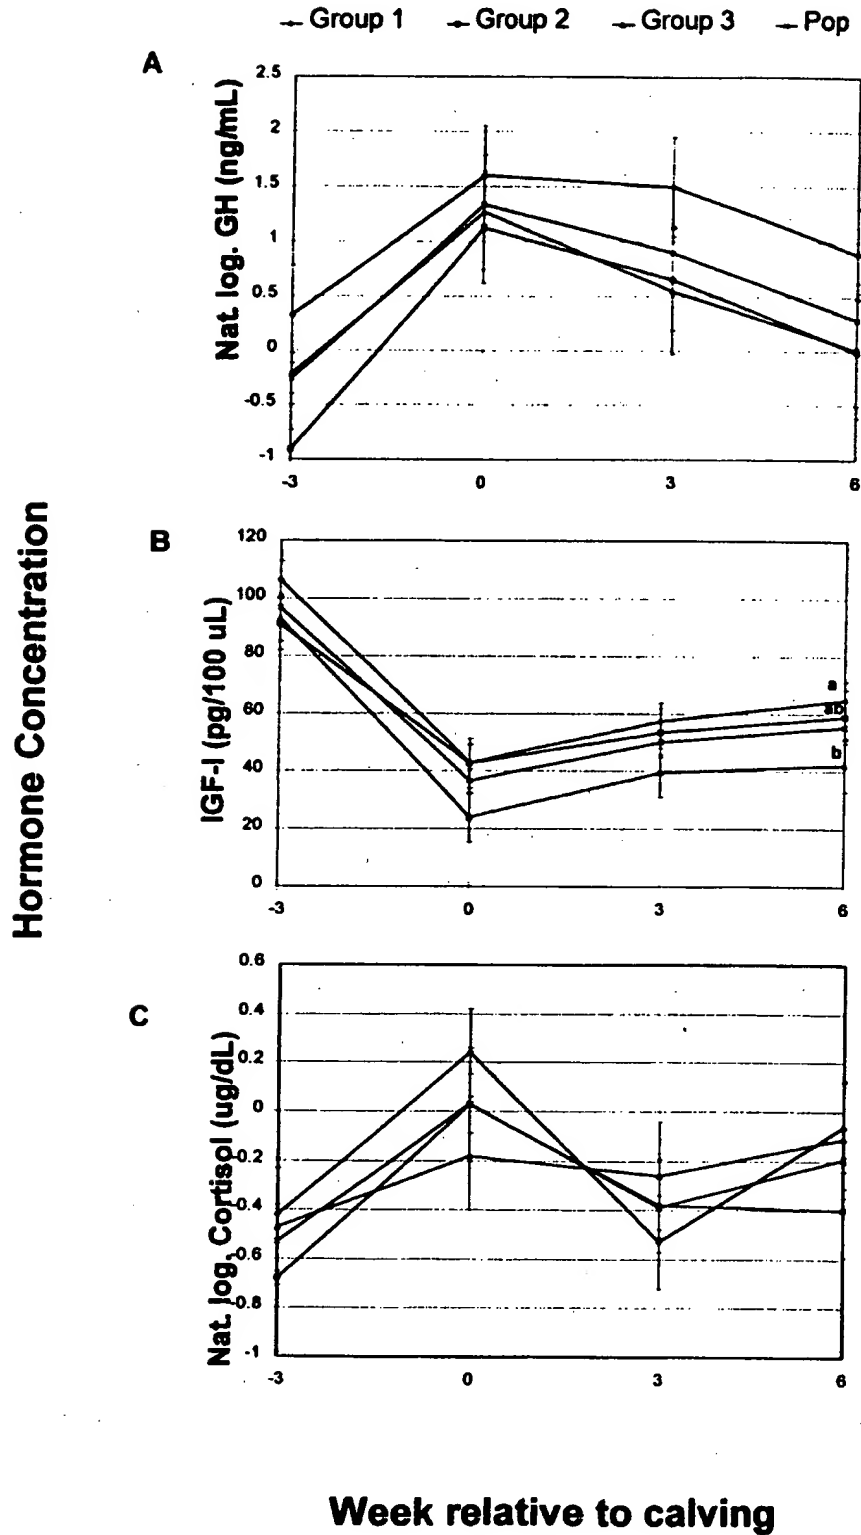 Group 1 Group 2 Group 3 Pop
A
Nat. log. GH (ng/mL)
2.5
2
1.5
1
0.5
0
-0.5
-1
-3 0 3 6
Hormone Concentration
B
IGF-I (pg/100 uL)
120
100
80
60
40
20
0
a
ab
b
-3 0 3 6
C
Nat. log. Cortisol (ug/dL)
0.6
0.4
0.2
0
-0.2
-0.4
-0.6
-0.8
-1
-3 0 3 6
Week relative to calving